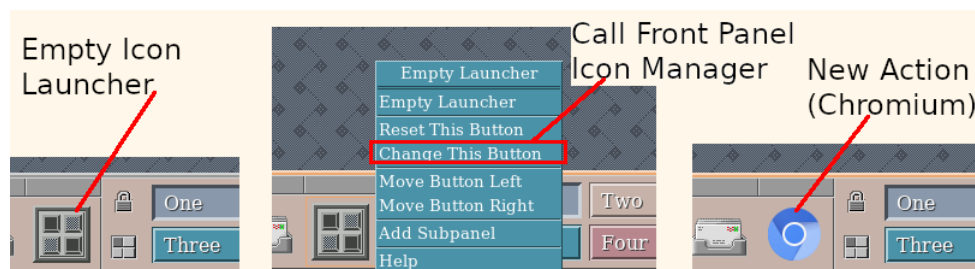 Empty Icon
Launcher
One
Three
Call Front Panel
Icon Manager
Empty Launcher
Empty Launcher
Reset This Button
Change This Button
Move Button Left
Move Button Right
Add Subpanel
Help
Two
Four
New Action
(Chromium)
One
Three